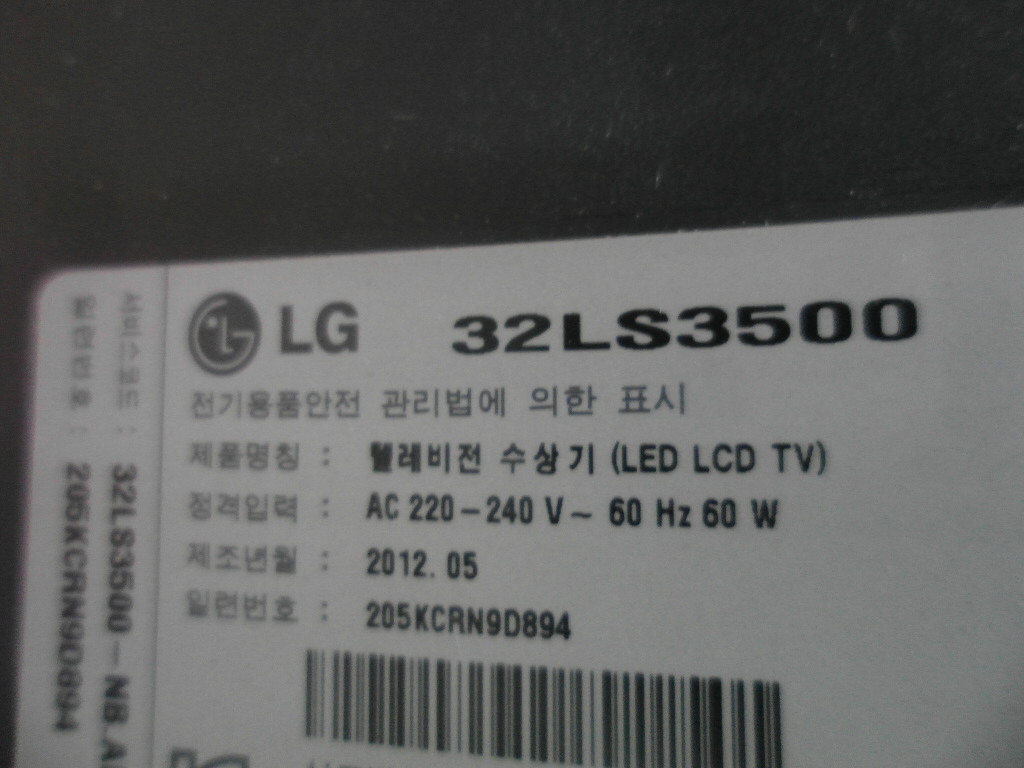 LG 32LS3500
전기용품안전 관리법에 의한 표시
제품명칭 : 텔레비전 수상기 (LED LCD TV)
정격입력 : AC 220-240 V~ 60 Hz 60 W
제조년월 : 2012. 05
일련번호 : 205KCRN9D894
서비스코드 : 32LS3500-NB.A
일련번호 : 205KCRN9D894